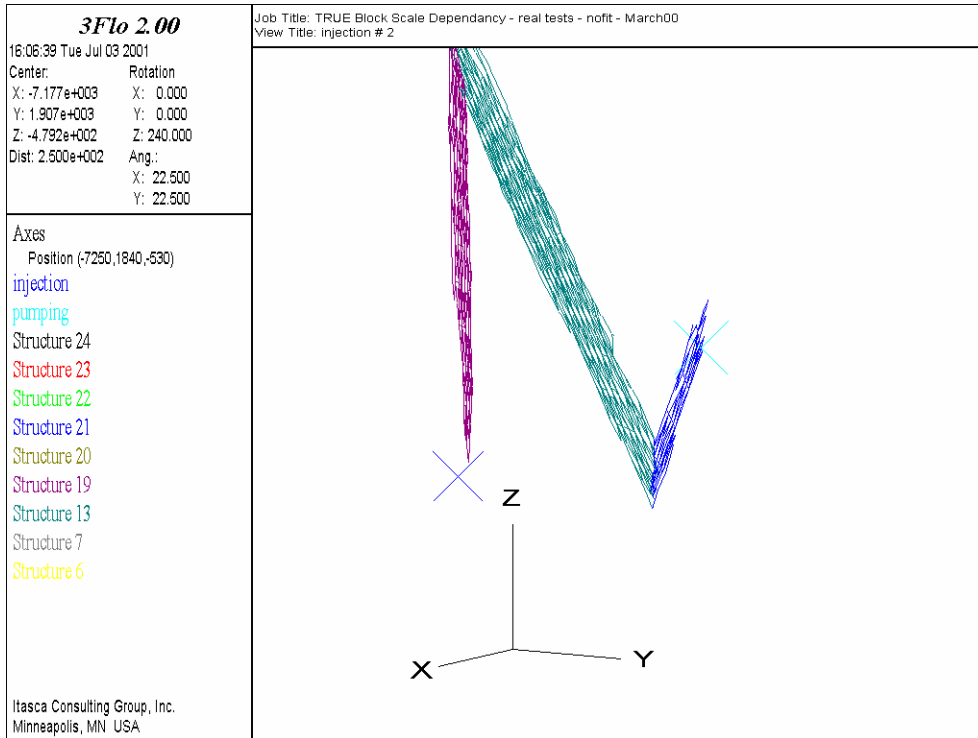 3Flo 2.00
16:06:39 Tue Jul 03 2001
Center: Rotation
X: -7.177e+003 X: 0.000
Y: 1.907e+003 Y: 0.000
Z: -4.792e+002 Z: 240.000
Dist: 2.500e+002 Ang.:
X: 22.500
Y: 22.500
Axes
Position (-7250,1840,-530)
injection
pumping
Structure 24
Structure 23
Structure 22
Structure 21
Structure 20
Structure 19
Structure 13
Structure 7
Structure 6
Itasca Consulting Group, Inc.
Minneapolis, MN USA
Job Title: TRUE Block Scale Dependancy - real tests - nofit - March00
View Title: injection # 2
Z
X
Y